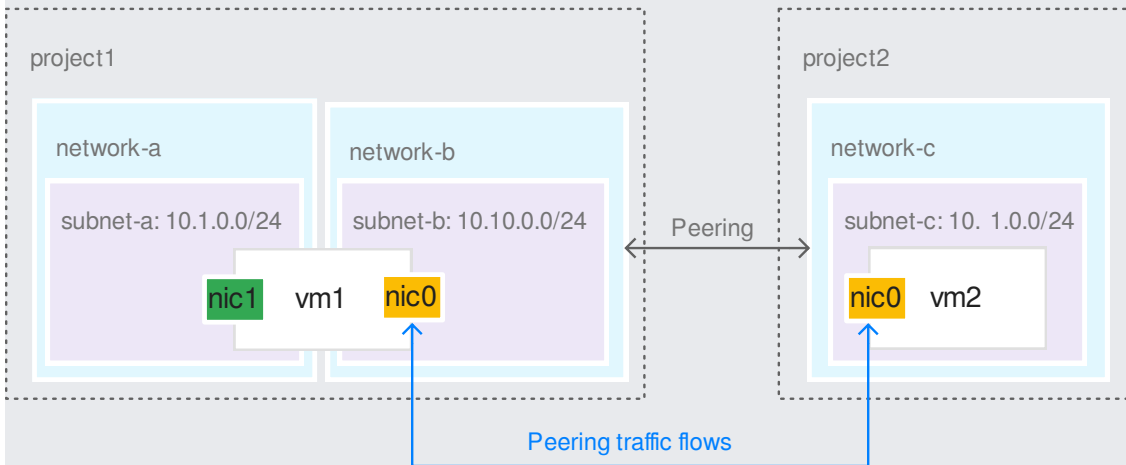 project1
project2
network-a
network-b
network-c
subnet-a: 10.1.0.0/24
subnet-b: 10.10.0.0/24
Peering
subnet-c: 10. 1.0.0/24
nic1
vm1
nic0
nic0
vm2
Peering traffic flows